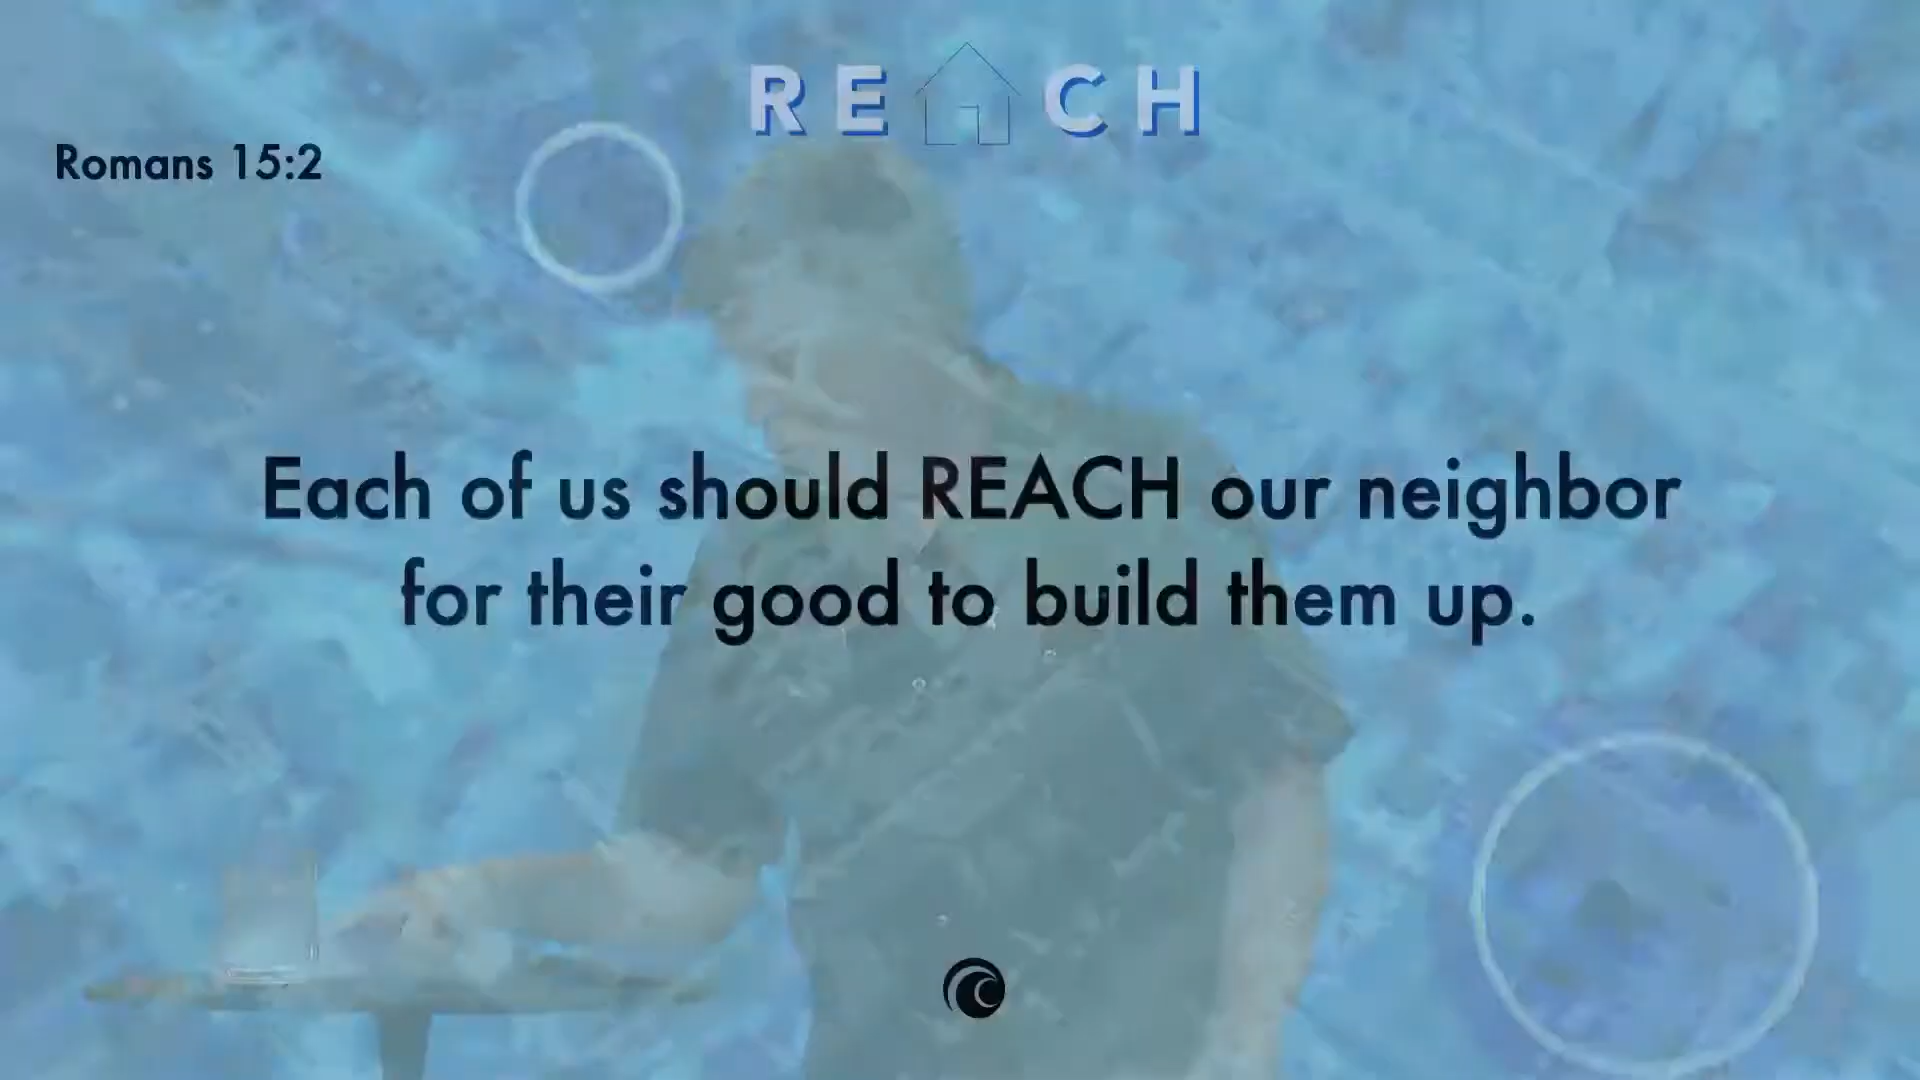 REACH
Romans 15:2
Each of us should REACH our neighbor
for their good to build them up.